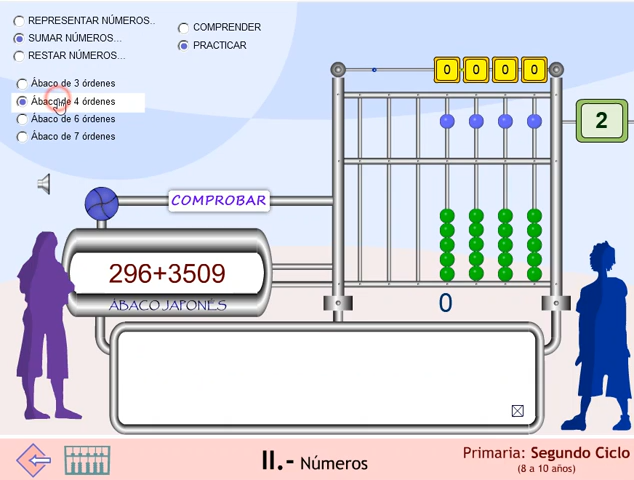 REPRESENTAR NÚMEROS..
SUMAR NÚMEROS...
RESTAR NÚMEROS...
COMPRENDER
PRACTICAR
Ábaco de 3 órdenes
Ábaco de 4 órdenes
Ábaco de 6 órdenes
Ábaco de 7 órdenes
0 0 0 0
2
COMPROBAR
296+3509
ÁBACO JAPONÉS
0
II.- Números
Primaria: Segundo Ciclo
(8 a 10 años)